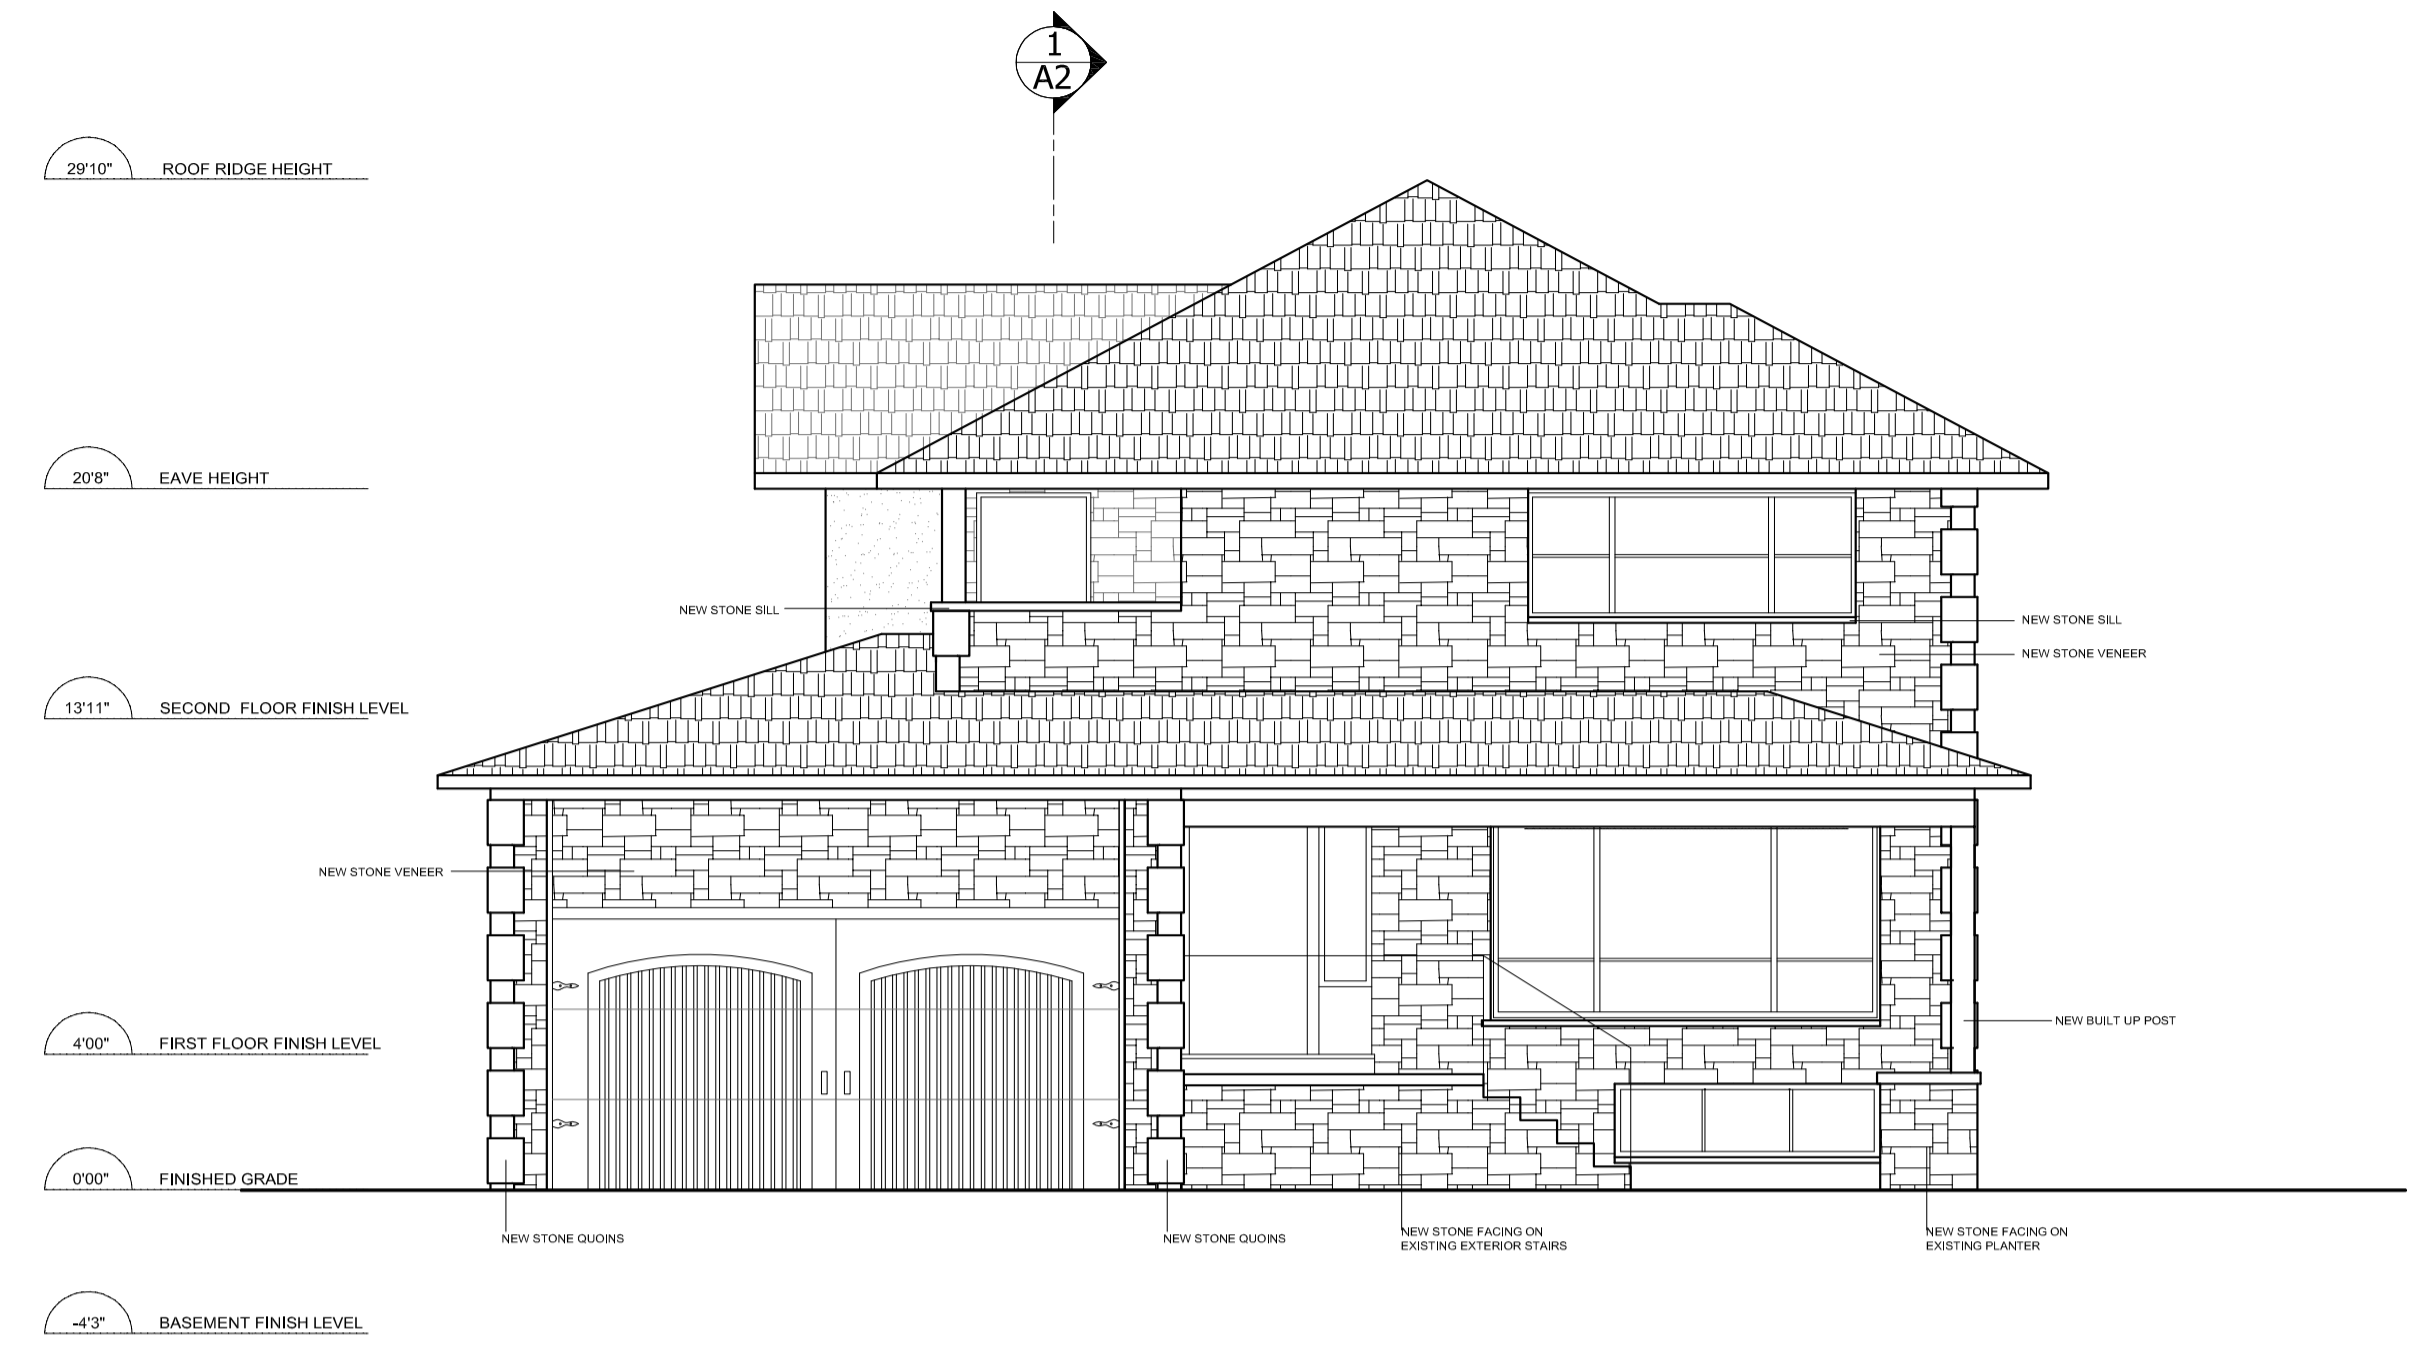 1
A2
29'10" ROOF RIDGE HEIGHT
20'8" EAVE HEIGHT
NEW STONE SILL
NEW STONE SILL
NEW STONE VENEER
13'11" SECOND FLOOR FINISH LEVEL
NEW STONE VENEER
NEW BUILT UP POST
4'00" FIRST FLOOR FINISH LEVEL
0'00" FINISHED GRADE
NEW STONE QUOINS
NEW STONE QUOINS
NEW STONE FACING ON
EXISTING EXTERIOR STAIRS
NEW STONE FACING ON
EXISTING PLANTER
-4'3" BASEMENT FINISH LEVEL